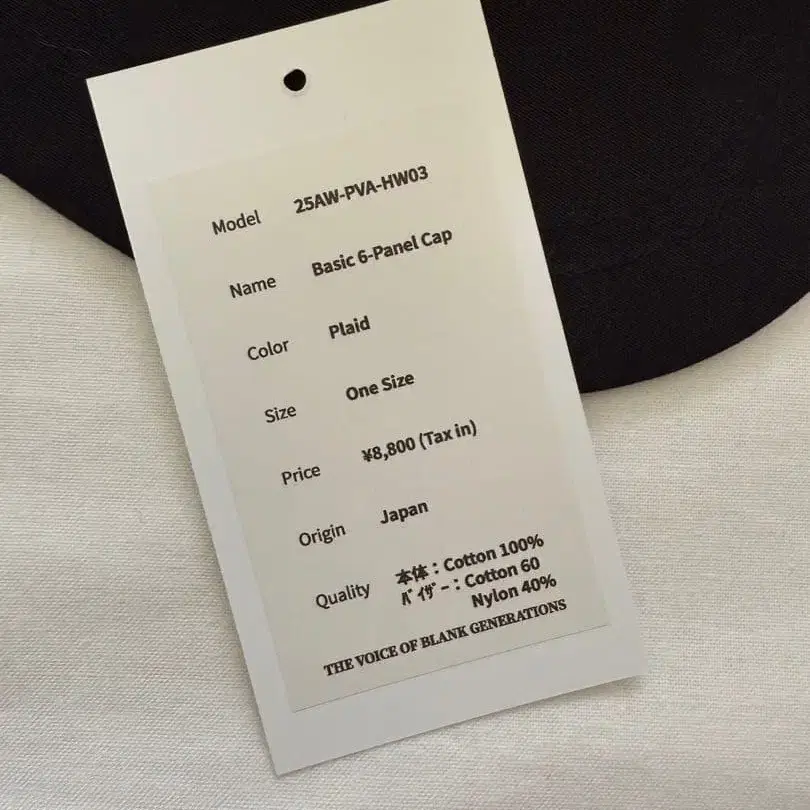 Model 25AW-PVA-HW03
Name Basic 6-Panel Cap
Color Plaid
Size One Size
Price ¥8,800 (Tax in)
Origin Japan
Quality 本体：Cotton 100%
ﾊﾞｲｻﾞｰ：Cotton 60
Nylon 40%
THE VOICE OF BLANK GENERATIONS